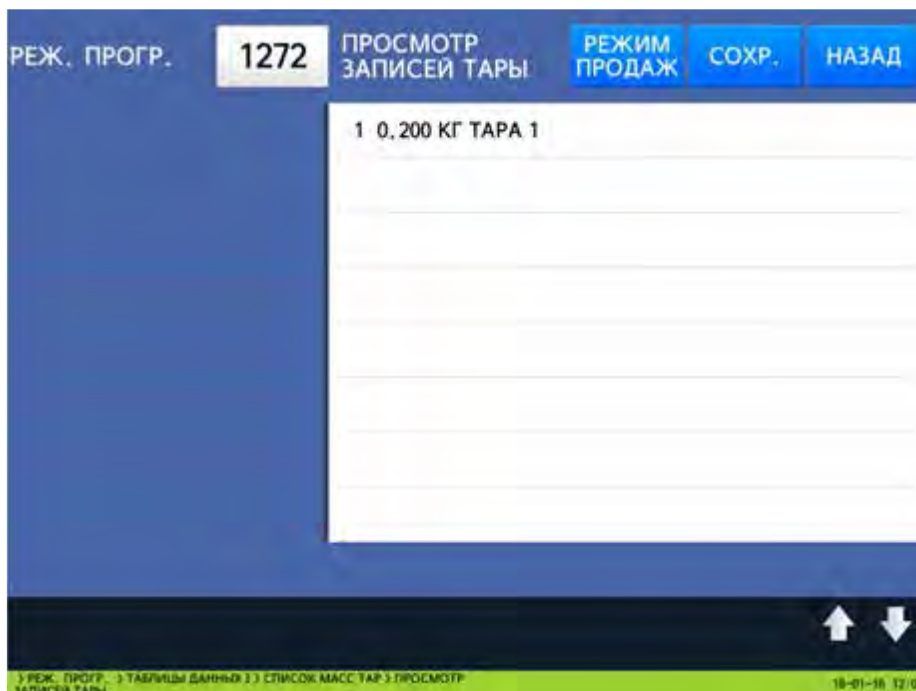 РЕЖ. ПРОГР.
1272
ПРОСМОТР
ЗАПИСЕЙ ТАРЫ
РЕЖИМ
ПРОДАЖ
СОХР.
НАЗАД
1 0,200 КГ ТАРА 1
> РЕЖ. ПРОГР. > ТАБЛИЦЫ ДАННЫХ > СПИСОК МАСС ТАР > ПРОСМОТР
ЗАПИСЕЙ ТАРЫ